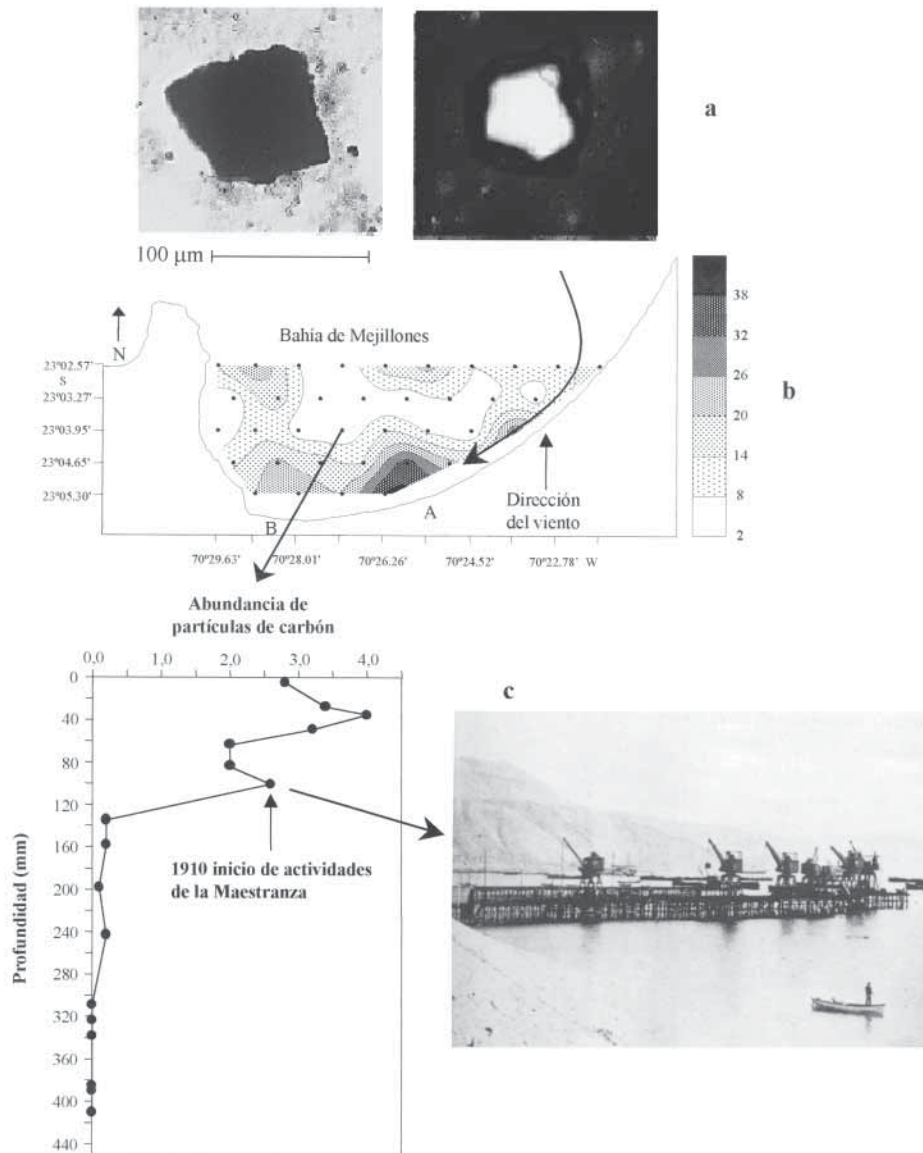 a
100 µm
Bahía de Mejillones
N
23°02.57'
S
23°03.27'
23°03.95'
23°04.65'
23°05.30'
B
A
Dirección
del viento
70°29.63'
70°28.01'
70°26.26'
70°24.52'
70°22.78' W
38
32
26
20
14
8
2
b
Abundancia de
partículas de carbón
0,0
1,0
2,0
3,0
4,0
0
40
80
120
160
200
240
280
320
360
400
440
Profundidad (mm)
1910 inicio de actividades
de la Maestranza
c